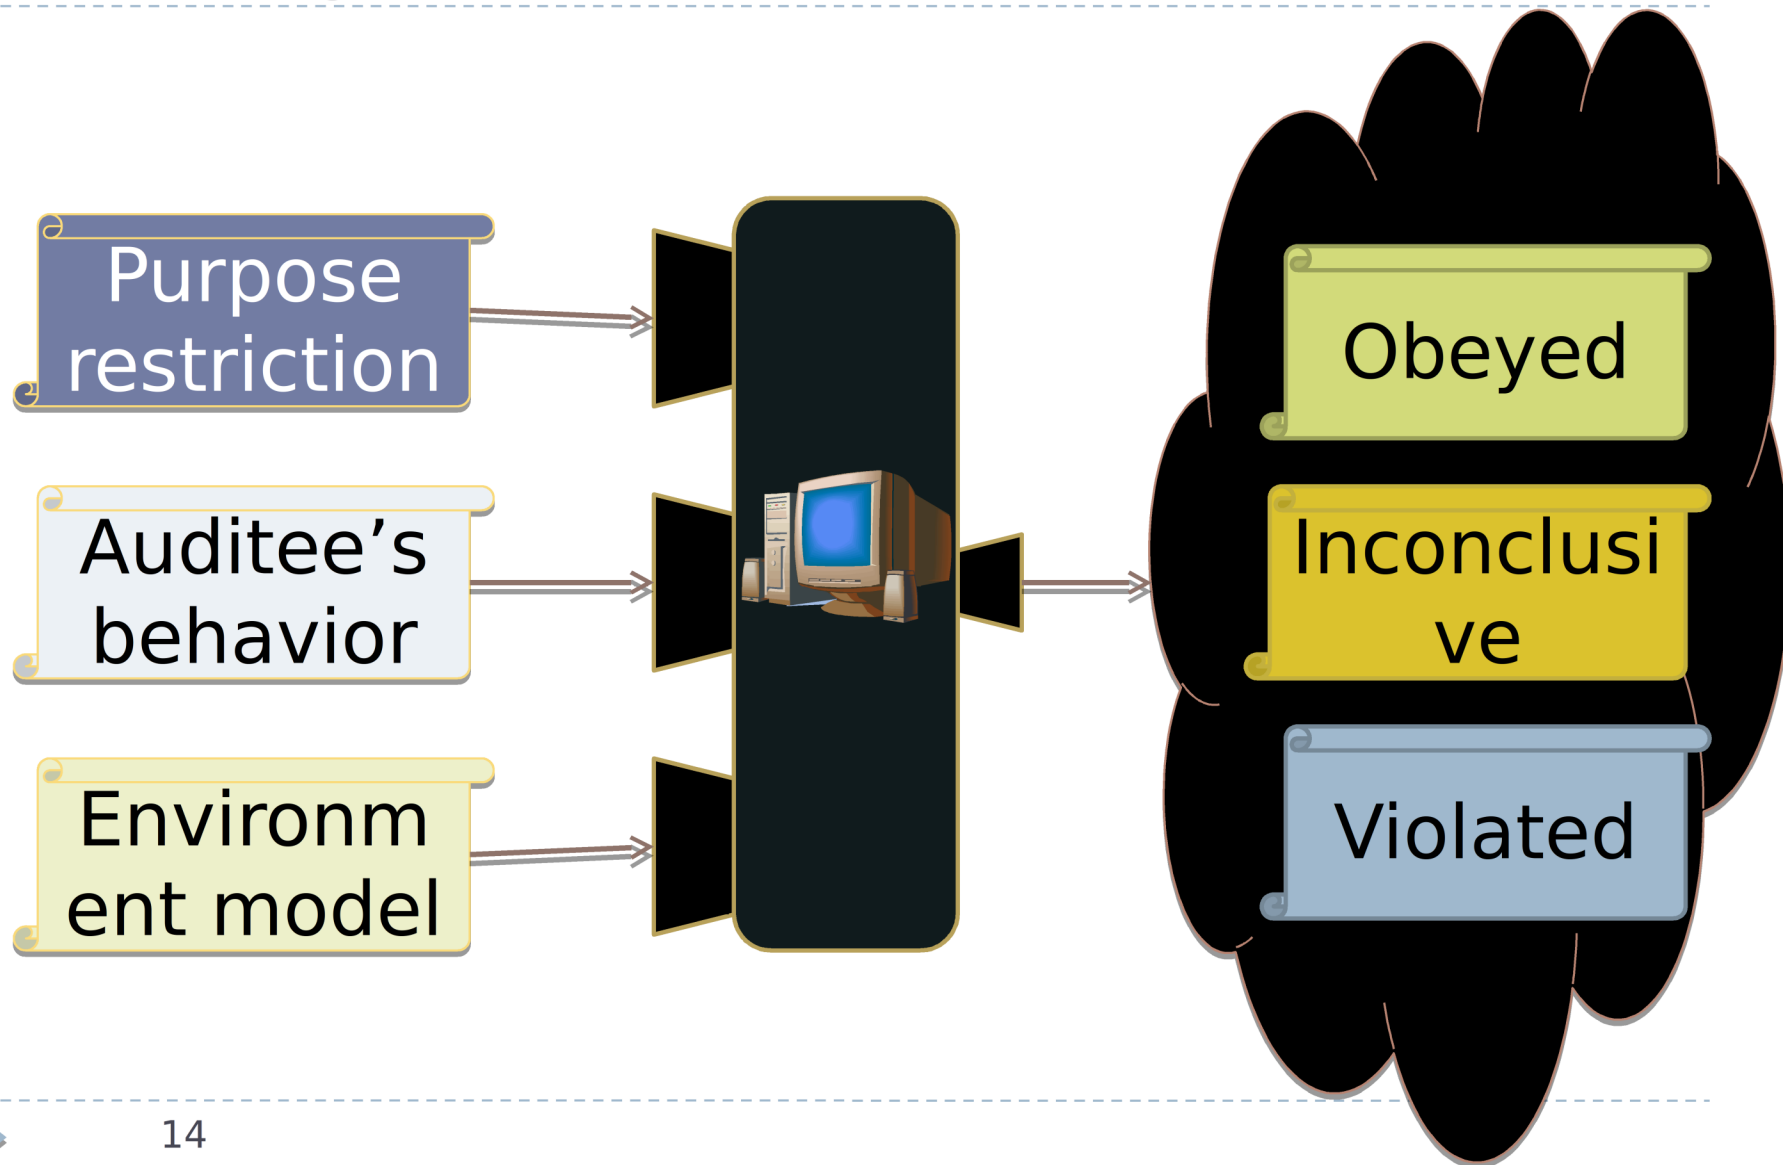 Purpose
restriction
Auditee’s
behavior
Environm
ent model
Obeyed
Inconclusi
ve
Violated
14